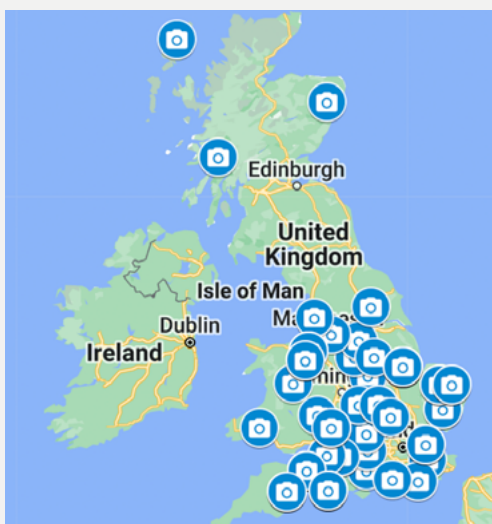 Edinburgh
United
Kingdom
Isle of Man
Dublin
Ireland